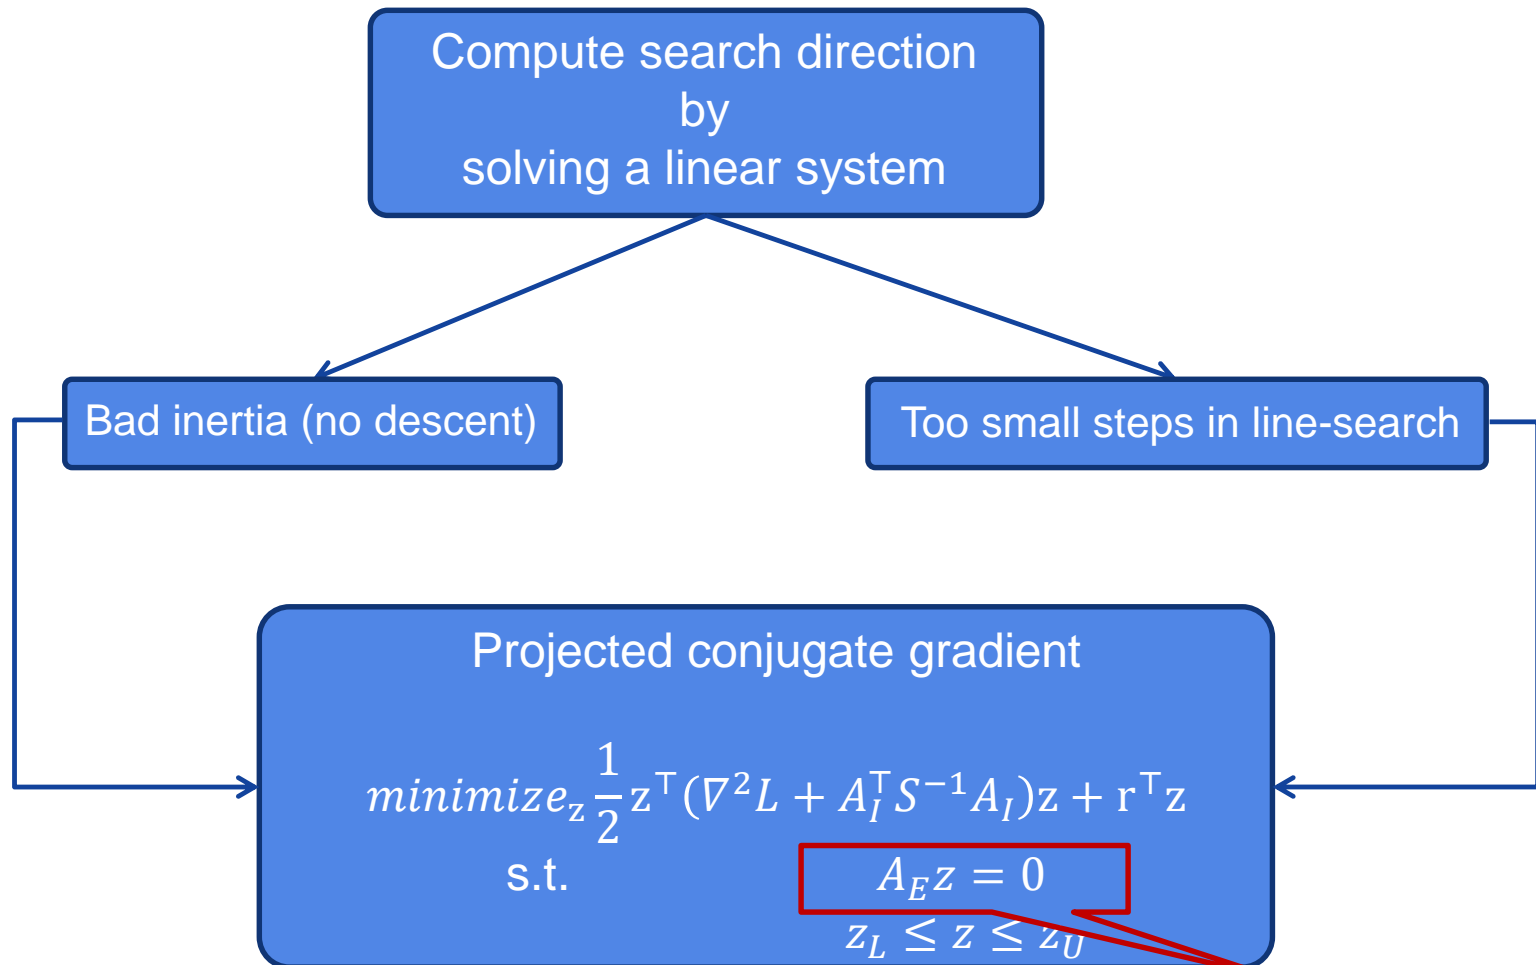 Compute search direction
by
solving a linear system
Bad inertia (no descent)
Too small steps in line-search
Projected conjugate gradient
minimize_z 1/2 z^⊤(∇²L + A_I^⊤ S⁻¹ A_I)z + r^⊤z
s.t. A_E z = 0
z_L ≤ z ≤ z_U